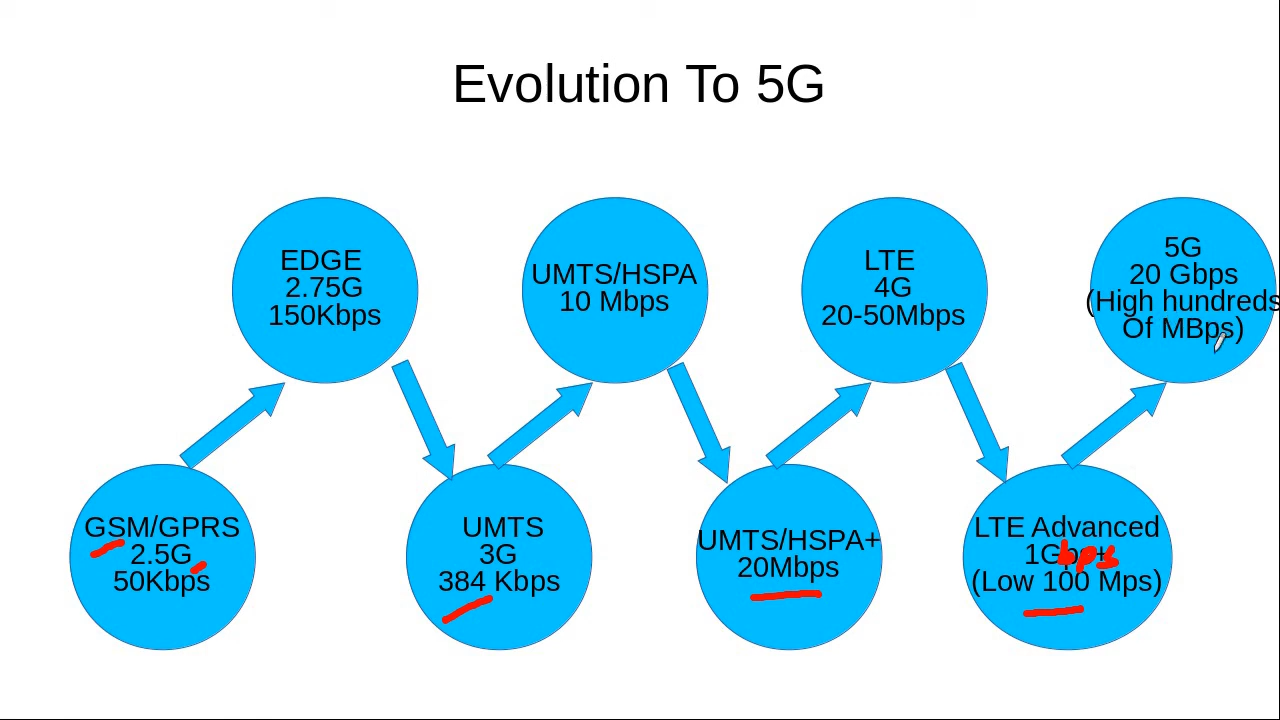 Evolution To 5G
GSM/GPRS
2.5G
50Kbps
EDGE
2.75G
150Kbps
UMTS
3G
384 Kbps
UMTS/HSPA
10 Mbps
UMTS/HSPA+
20Mbps
LTE
4G
20-50Mbps
LTE Advanced
1Gbps+
bps
(Low 100 Mps)
5G
20 Gbps
(High hundreds
Of MBps)